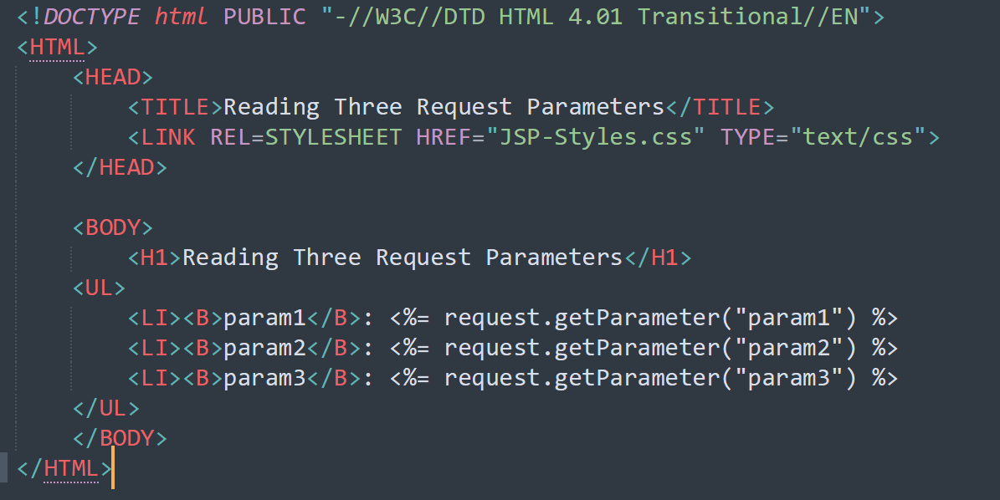 <!DOCTYPE html PUBLIC "-//W3C//DTD HTML 4.01 Transitional//EN">
<HTML>
    <HEAD>
        <TITLE>Reading Three Request Parameters</TITLE>
        <LINK REL=STYLESHEET HREF="JSP-Styles.css" TYPE="text/css">
    </HEAD>

    <BODY>
        <H1>Reading Three Request Parameters</H1>
    <UL>
        <LI><B>param1</B>: <%= request.getParameter("param1") %>
        <LI><B>param2</B>: <%= request.getParameter("param2") %>
        <LI><B>param3</B>: <%= request.getParameter("param3") %>
    </UL>
    </BODY>
</HTML>